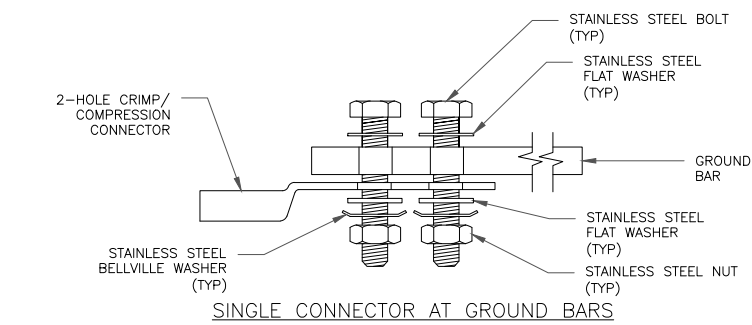 STAINLESS STEEL BOLT
(TYP)
STAINLESS STEEL
FLAT WASHER
(TYP)
2-HOLE CRIMP/
COMPRESSION
CONNECTOR
GROUND
BAR
STAINLESS STEEL
FLAT WASHER
(TYP)
STAINLESS STEEL
BELLVILLE WASHER
(TYP)
STAINLESS STEEL NUT
(TYP)
SINGLE CONNECTOR AT GROUND BARS